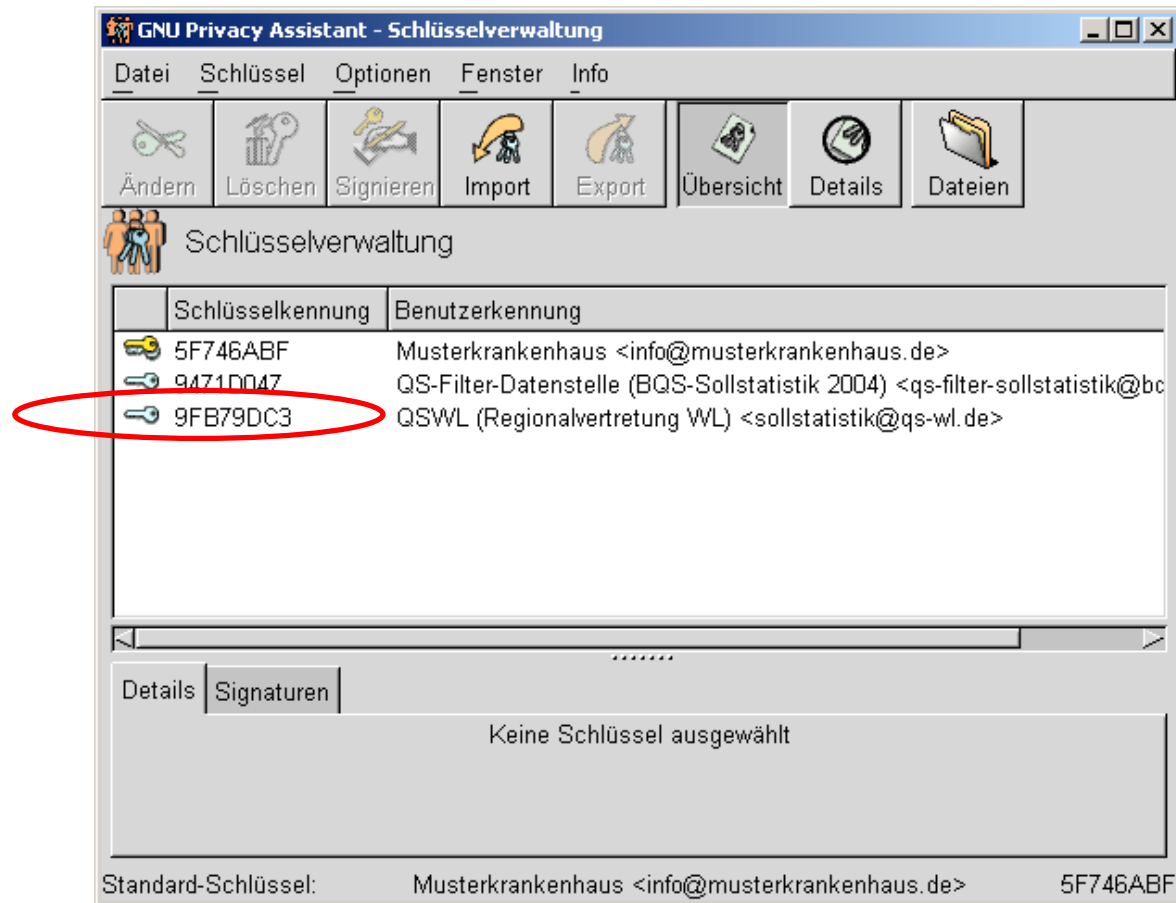 GNU Privacy Assistant - Schlüsselverwaltung
Datei Schlüssel Optionen Fenster Info
Ändern Löschen Signieren Import Export Übersicht Details Dateien
Schlüsselverwaltung
Schlüsselkennung Benutzerkennung
5F746ABF Musterkrankenhaus <info@musterkrankenhaus.de>
9471D047 QS-Filter-Datenstelle (BQS-Sollstatistik 2004) <qs-filter-sollstatistik@bq
9FB79DC3 QSWL (Regionalvertretung WL) <sollstatistik@qs-wl.de>
Details Signaturen
Keine Schlüssel ausgewählt
Standard-Schlüssel: Musterkrankenhaus <info@musterkrankenhaus.de> 5F746ABF